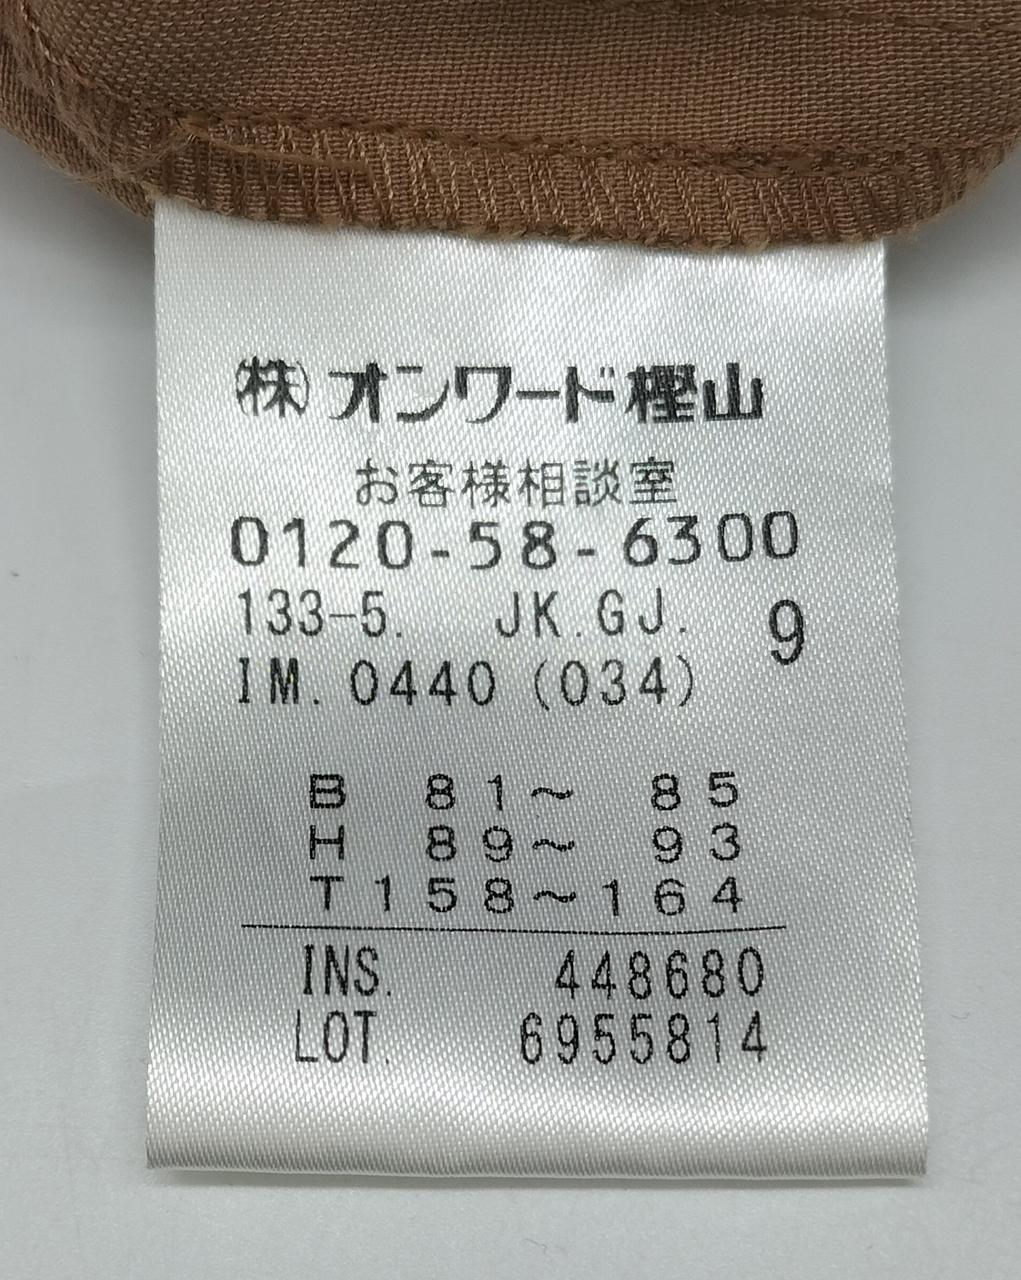 ㈱オンワード樫山
お客様相談室
0120-58-6300
133-5. JK.GJ. 9
IM.0440(034)
B 81~ 85
H 89~ 93
T158~164
INS. 448680
LOT. 6955814